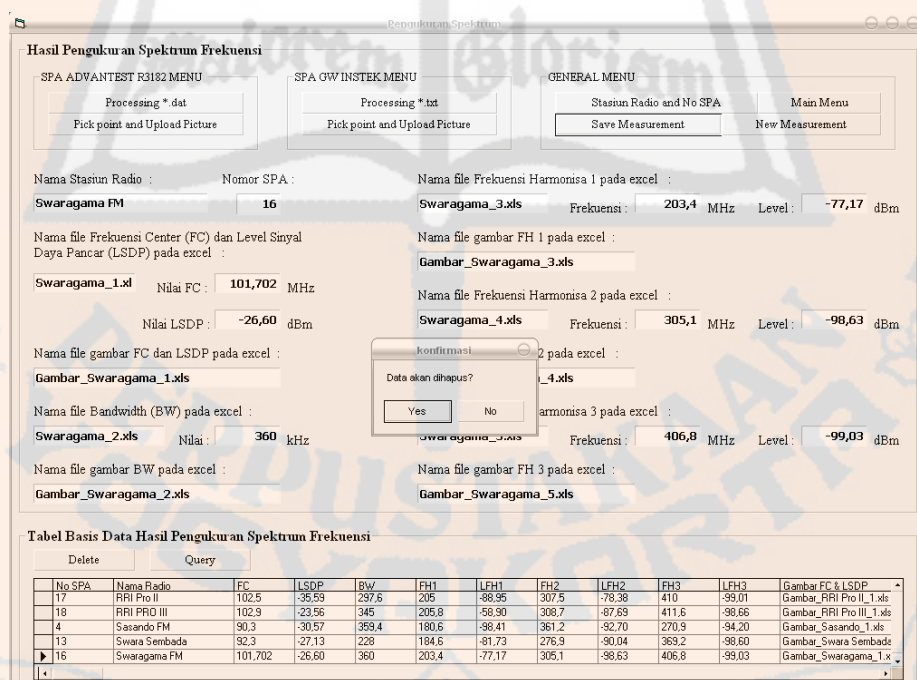 Pengukuran Spektrum
Hasil Pengukuran Spektrum Frekuensi
SPA ADVANTEST R3182 MENU
Processing *.dat
Pick point and Upload Picture
SPA GW INSTEK MENU
Processing *.txt
Pick point and Upload Picture
GENERAL MENU
Stasiun Radio and No SPA
Main Menu
Save Measurement
New Measurement
Nama Stasiun Radio :
Nomor SPA :
Swaragama FM
16
Nama file Frekuensi Center (FC) dan Level Sinyal
Daya Pancar (LSDP) pada excel :
Swaragama_1.xl
Nilai FC : 101,702 MHz
Nilai LSDP : -26,60 dBm
Nama file gambar FC dan LSDP pada excel :
Gambar_Swaragama_1.xls
Nama file Bandwidth (BW) pada excel :
Swaragama_2.xls
Nilai : 360 kHz
Nama file gambar BW pada excel :
Gambar_Swaragama_2.xls
Nama file Frekuensi Harmonisa 1 pada excel :
Swaragama_3.xls Frekuensi : 203,4 MHz Level : -77,17 dBm
Nama file gambar FH 1 pada excel :
Gambar_Swaragama_3.xls
Nama file Frekuensi Harmonisa 2 pada excel :
Swaragama_4.xls Frekuensi : 305,1 MHz Level : -98,63 dBm
2 pada excel :
_4.xls
armonisa 3 pada excel :
Swaragama_5.xls Frekuensi : 406,8 MHz Level : -99,03 dBm
Nama file gambar FH 3 pada excel :
Gambar_Swaragama_5.xls
konfirmasi
Data akan dihapus?
Yes No
Tabel Basis Data Hasil Pengukuran Spektrum Frekuensi
Delete Query
No SPA Nama Radio FC LSDP BW FH1 LFH1 FH2 LFH2 FH3 LFH3 Gambar FC & LSDP
17 RRI Pro II 102,5 -35,59 297,6 205 -88,95 307,5 -78,38 410 -99,01 Gambar_RRI Pro II_1.xls
18 RRI PRO III 102,9 -23,56 345 205,8 -58,90 308,7 -87,69 411,6 -98,66 Gambar_RRI Pro III_1.xls
4 Sasando FM 90,3 -30,57 359,4 180,6 -98,41 361,2 -92,70 270,9 -94,20 Gambar_Sasando_1.xls
13 Swara Sembada 92,3 -27,13 228 184,6 -81,73 276,9 -90,04 369,2 -98,60 Gambar_Swara Sembada
16 Swaragama FM 101,702 -26,60 360 203,4 -77,17 305,1 -98,63 406,8 -99,03 Gambar_Swaragama_1.x
PERPUSTAKAAN